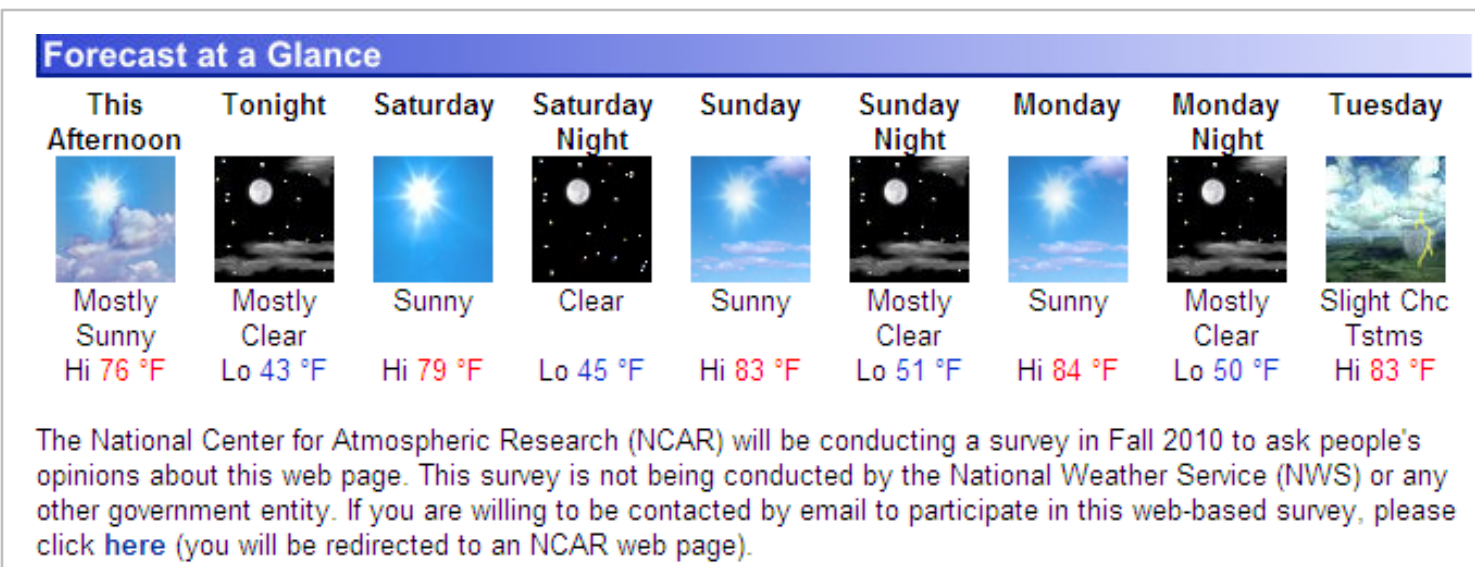 Forecast at a Glance
This Afternoon
Mostly Sunny
Hi 76 °F
Tonight
Mostly Clear
Lo 43 °F
Saturday
Sunny
Hi 79 °F
Saturday Night
Clear
Lo 45 °F
Sunday
Sunny
Hi 83 °F
Sunday Night
Mostly Clear
Lo 51 °F
Monday
Sunny
Hi 84 °F
Monday Night
Mostly Clear
Lo 50 °F
Tuesday
Slight Chc Tstms
Hi 83 °F
The National Center for Atmospheric Research (NCAR) will be conducting a survey in Fall 2010 to ask people's
opinions about this web page. This survey is not being conducted by the National Weather Service (NWS) or any
other government entity. If you are willing to be contacted by email to participate in this web-based survey, please
click here (you will be redirected to an NCAR web page).